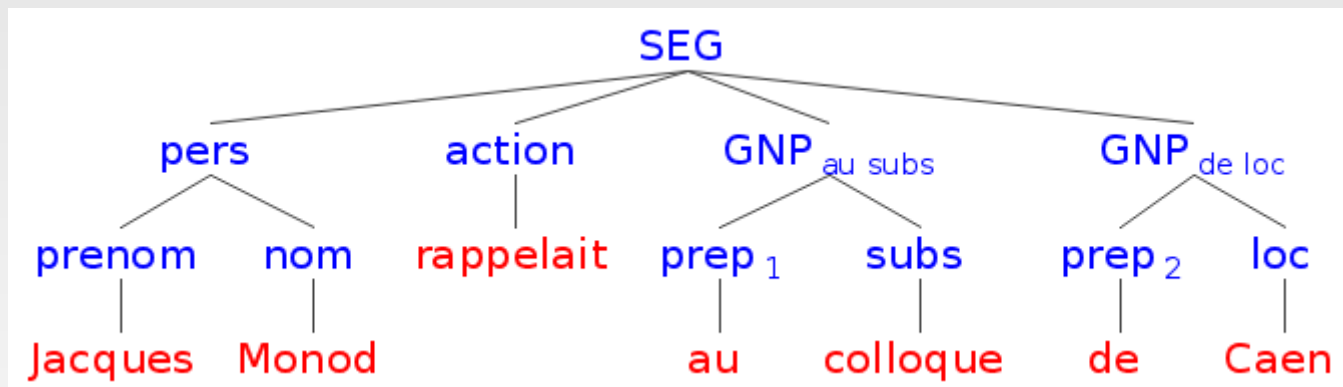 SEG
pers action GNP au subs GNP de loc
prenom nom rappelait prep 1 subs prep 2 loc
Jacques Monod au colloque de Caen